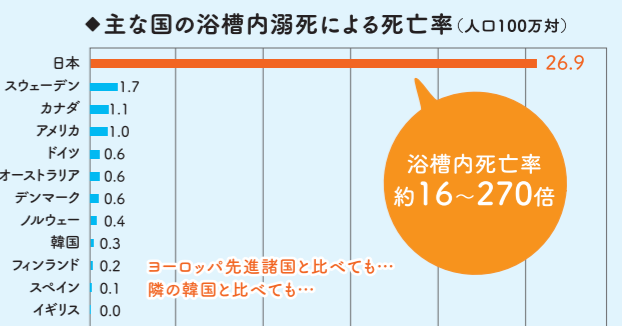 ◆主な国の浴槽内溺死による死亡率（人口100万対）
日本 26.9
スウェーデン 1.7
カナダ 1.1
アメリカ 1.0
ドイツ 0.6
オーストラリア 0.6
デンマーク 0.6
ノルウェー 0.4
韓国 0.3
フィンランド 0.2
スペイン 0.1
イギリス 0.0
浴槽内死亡率
約16〜270倍
ヨーロッパ先進諸国と比べても…
隣の韓国と比べても…